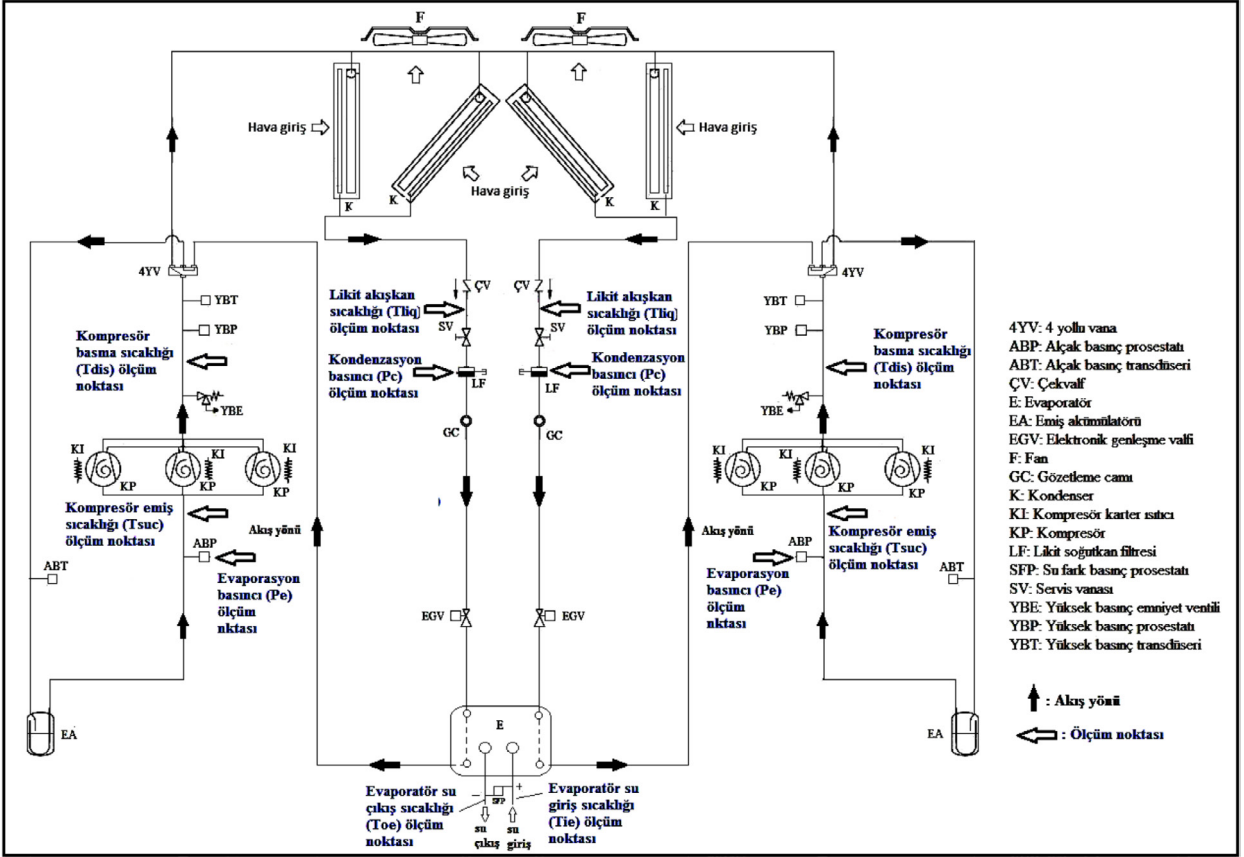 F
F
Hava giriş
Hava giriş
Hava giriş
K
K
K
K
4YV
4YV
ÇV
ÇV
YBT
YBT
YBP
YBP
Likit akışkan
sıcaklığı (Tliq)
ölçüm noktası
Likit akışkan
sıcaklığı (Tliq)
ölçüm noktası
SV
SV
Kompresör
basma sıcaklığı
(Tdis) ölçüm
noktası
Kondenzasyon
basıncı (Pc)
ölçüm noktası
Kondenzasyon
basıncı (Pc)
ölçüm noktası
Kompresör
basma sıcaklığı
(Tdis) ölçüm
noktası
LF
LF
YBE
YBE
GC
GC
KI
KI
KI
KP
KP
KP
KI
KI
KI
KP
KP
KP
Kompresör emiş
sıcaklığı (Tsuc)
ölçüm noktası
Kompresör emiş
sıcaklığı (Tsuc)
ölçüm noktası
Akış yönü
Akış yönü
)
ABP
ABP
ABT
ABT
Evaporasyon
basıncı (Pe)
ölçüm
nktası
Evaporasyon
basıncı (Pe)
ölçüm
nktası
EGV
EGV
EA
EA
E
Evaporatör su
çıkış sıcaklığı
(Toe) ölçüm
noktası
- SFP +
su
çıkış
su
giriş
Evaporatör su
giriş sıcaklığı
(Tie) ölçüm
noktası
4YV: 4 yollu vana
ABP: Alçak basınç prosestatı
ABT: Alçak basınç transdüseri
ÇV: Çekvalf
E: Evaporatör
EA: Emiş akümülatörü
EGV: Elektronik genleşme valfi
F: Fan
GC: Gözetleme camı
K: Kondenser
KI: Kompresör karter ısıtıcı
KP: Kompresör
LF: Likit soğutkan filtresi
SFP: Su fark basınç prosestatı
SV: Servis vanası
YBE: Yüksek basınç emniyet ventili
YBP: Yüksek basınç prosestatı
YBT: Yüksek basınç transdüseri
: Akış yönü
: Ölçüm noktası